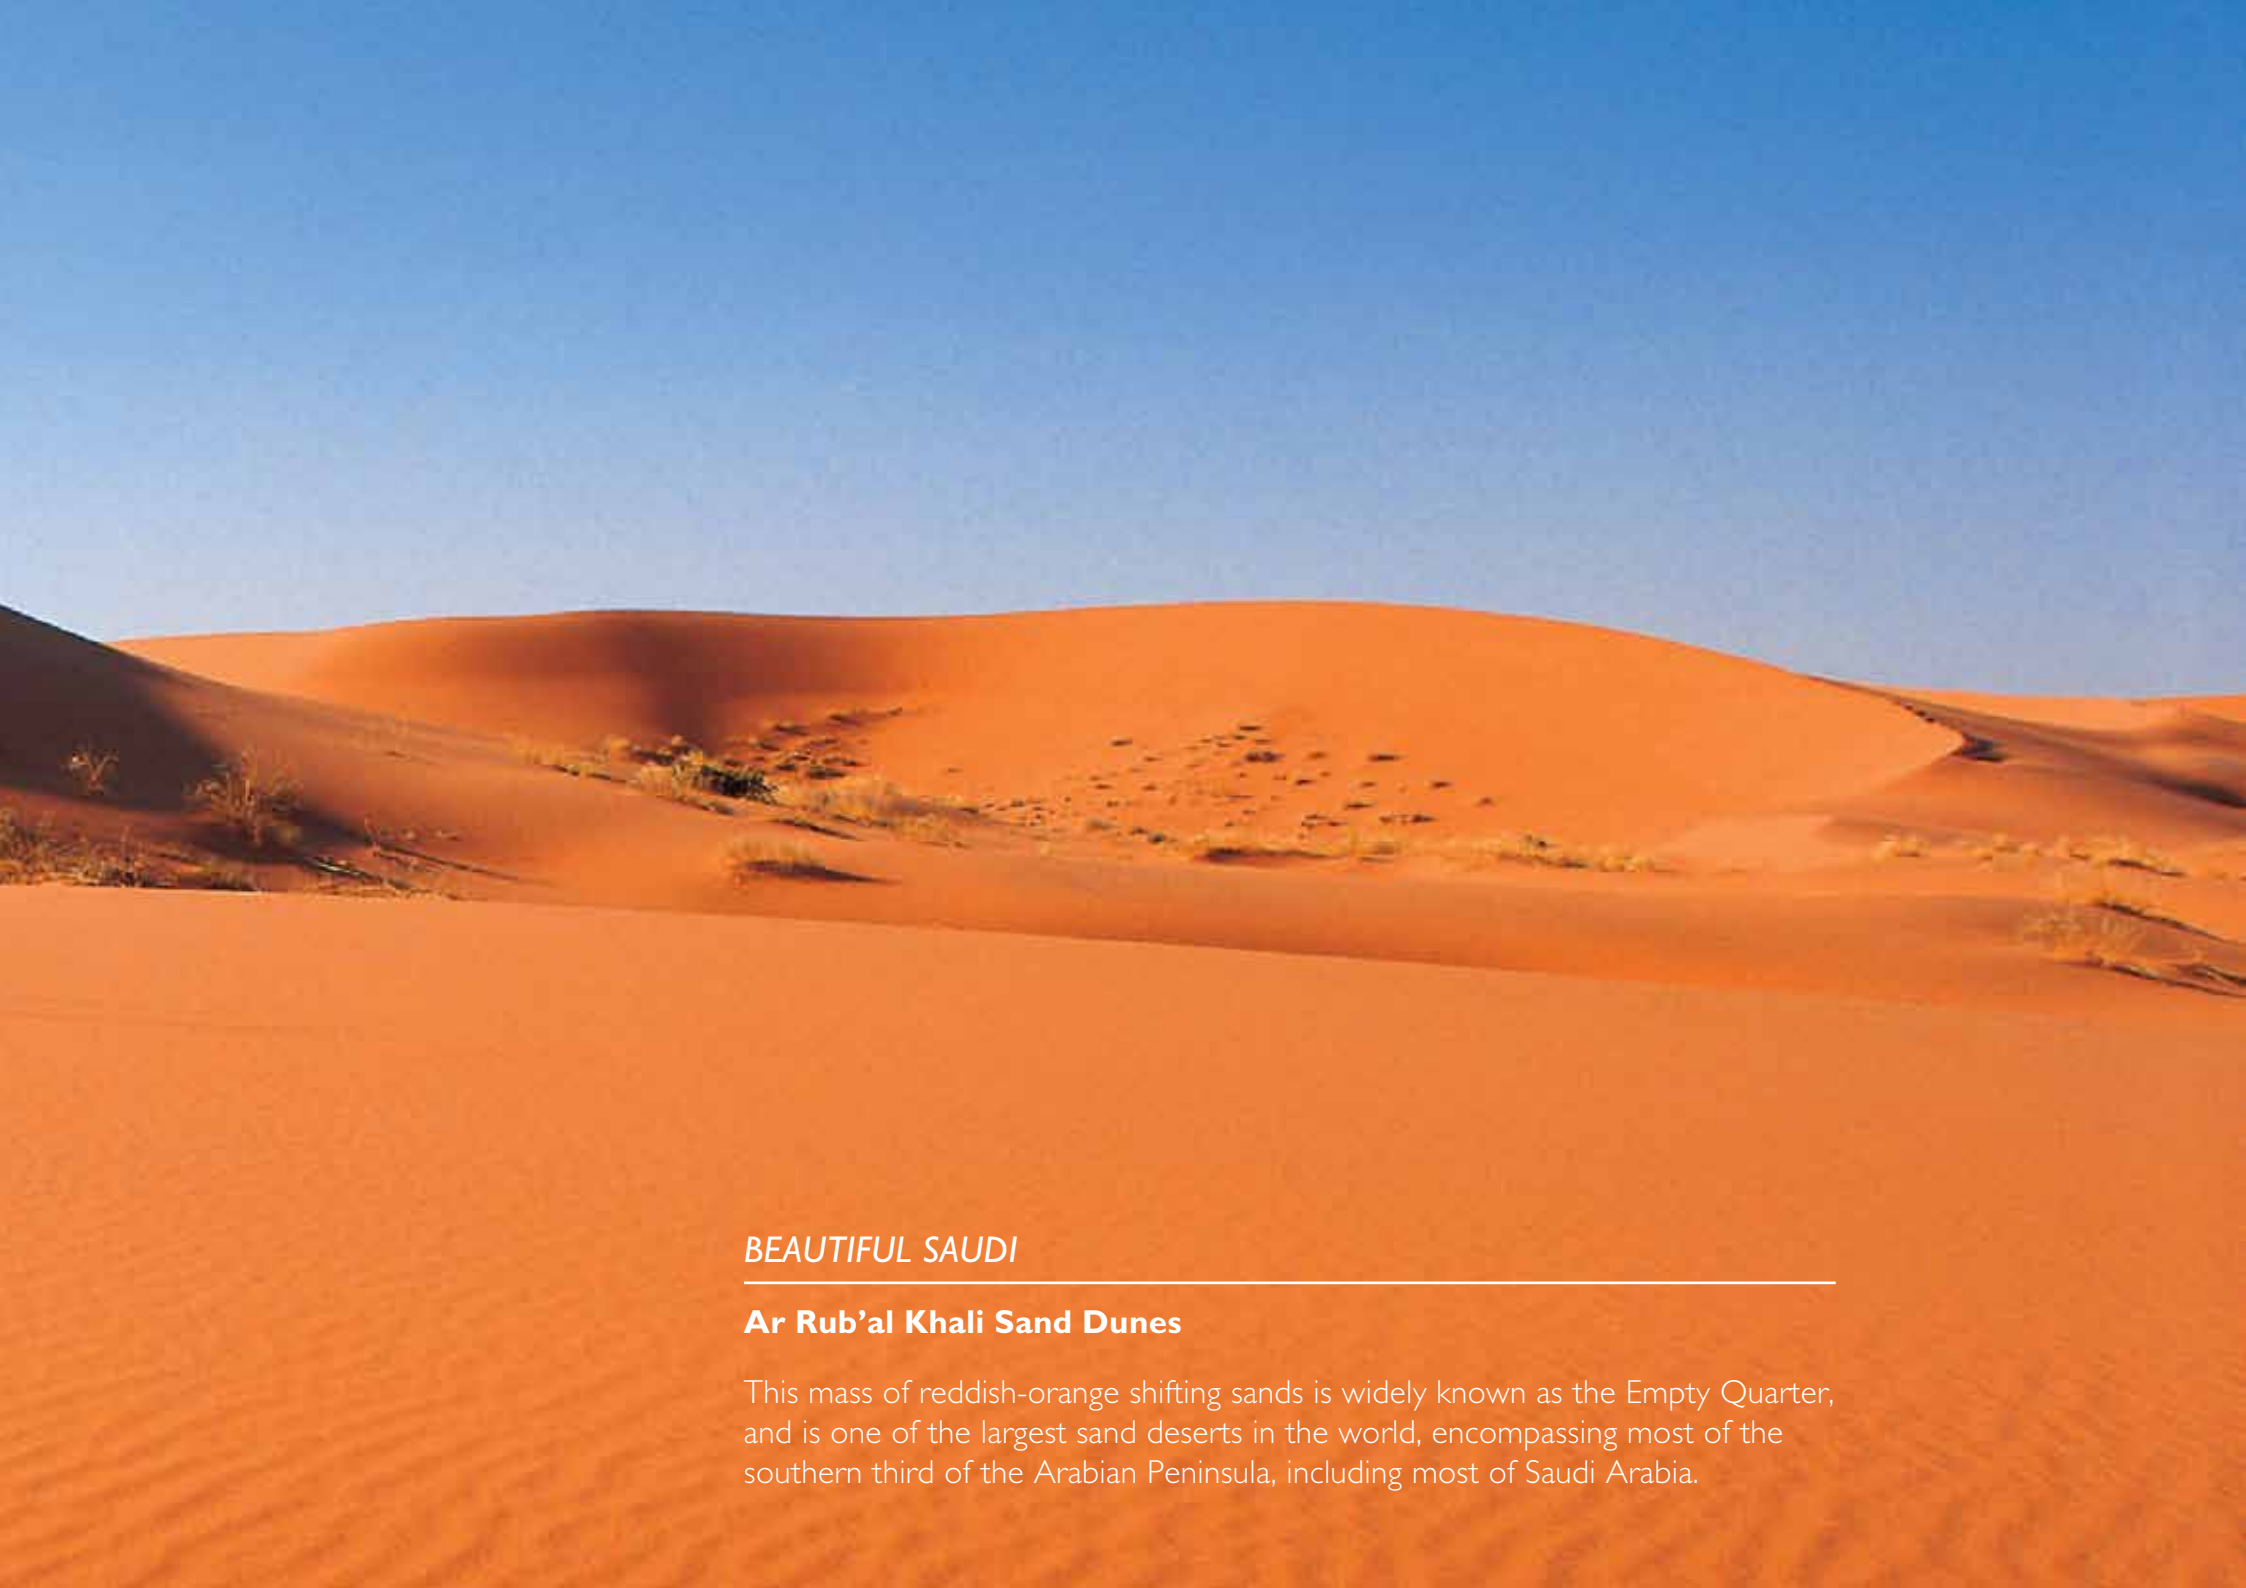 BEAUTIFUL SAUDI
Ar Rub’al Khali Sand Dunes
This mass of reddish-orange shifting sands is widely known as the Empty Quarter,
and is one of the largest sand deserts in the world, encompassing most of the
southern third of the Arabian Peninsula, including most of Saudi Arabia.